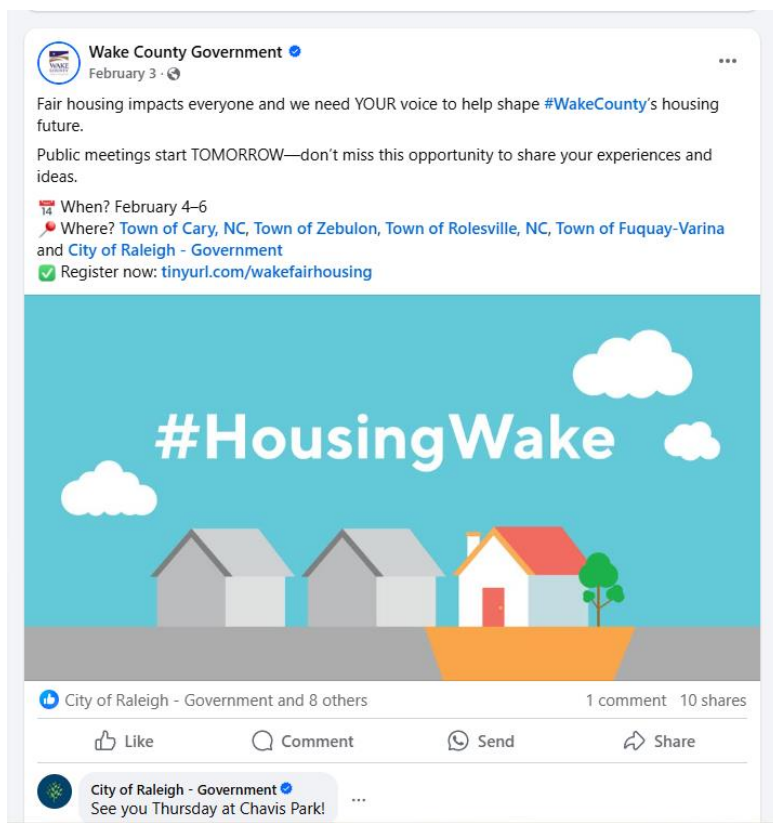 Wake County Government
February 3 ·
WAKE
COUNTY
Fair housing impacts everyone and we need YOUR voice to help shape #WakeCounty's housing
future.
Public meetings start TOMORROW—don't miss this opportunity to share your experiences and
ideas.
14 When? February 4–6
Where? Town of Cary, NC, Town of Zebulon, Town of Rolesville, NC, Town of Fuquay-Varina
and City of Raleigh - Government
Register now: tinyurl.com/wakefairhousing
#HousingWake
City of Raleigh - Government and 8 others
1 comment 10 shares
Like Comment Send Share
City of Raleigh - Government
See you Thursday at Chavis Park!